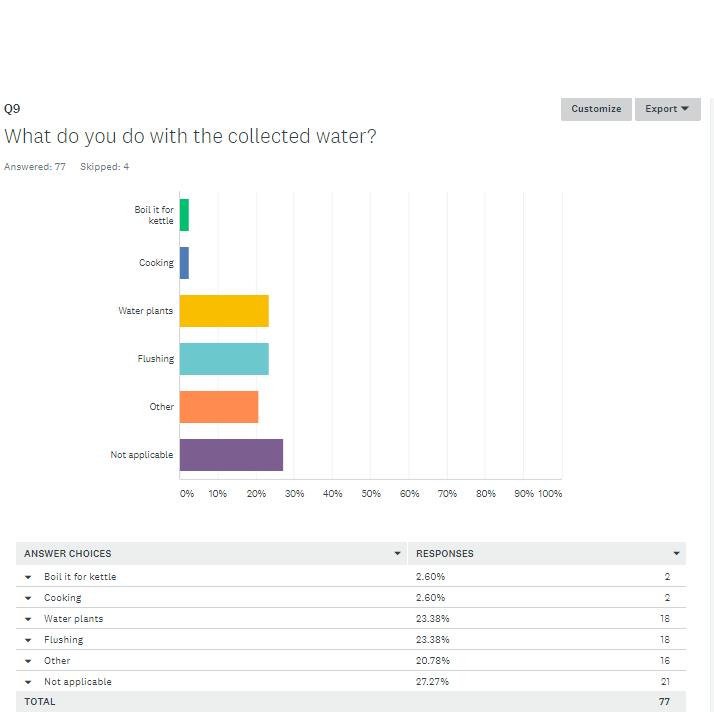 Q9
Customize
Export
What do you do with the collected water?
Answered: 77 Skipped: 4
Boil it for
kettle
Cooking
Water plants
Flushing
Other
Not applicable
0% 10% 20% 30% 40% 50% 60% 70% 80% 90% 100%
ANSWER CHOICES RESPONSES
Boil it for kettle 2.60% 2
Cooking 2.60% 2
Water plants 23.38% 18
Flushing 23.38% 18
Other 20.78% 16
Not applicable 27.27% 21
TOTAL 77